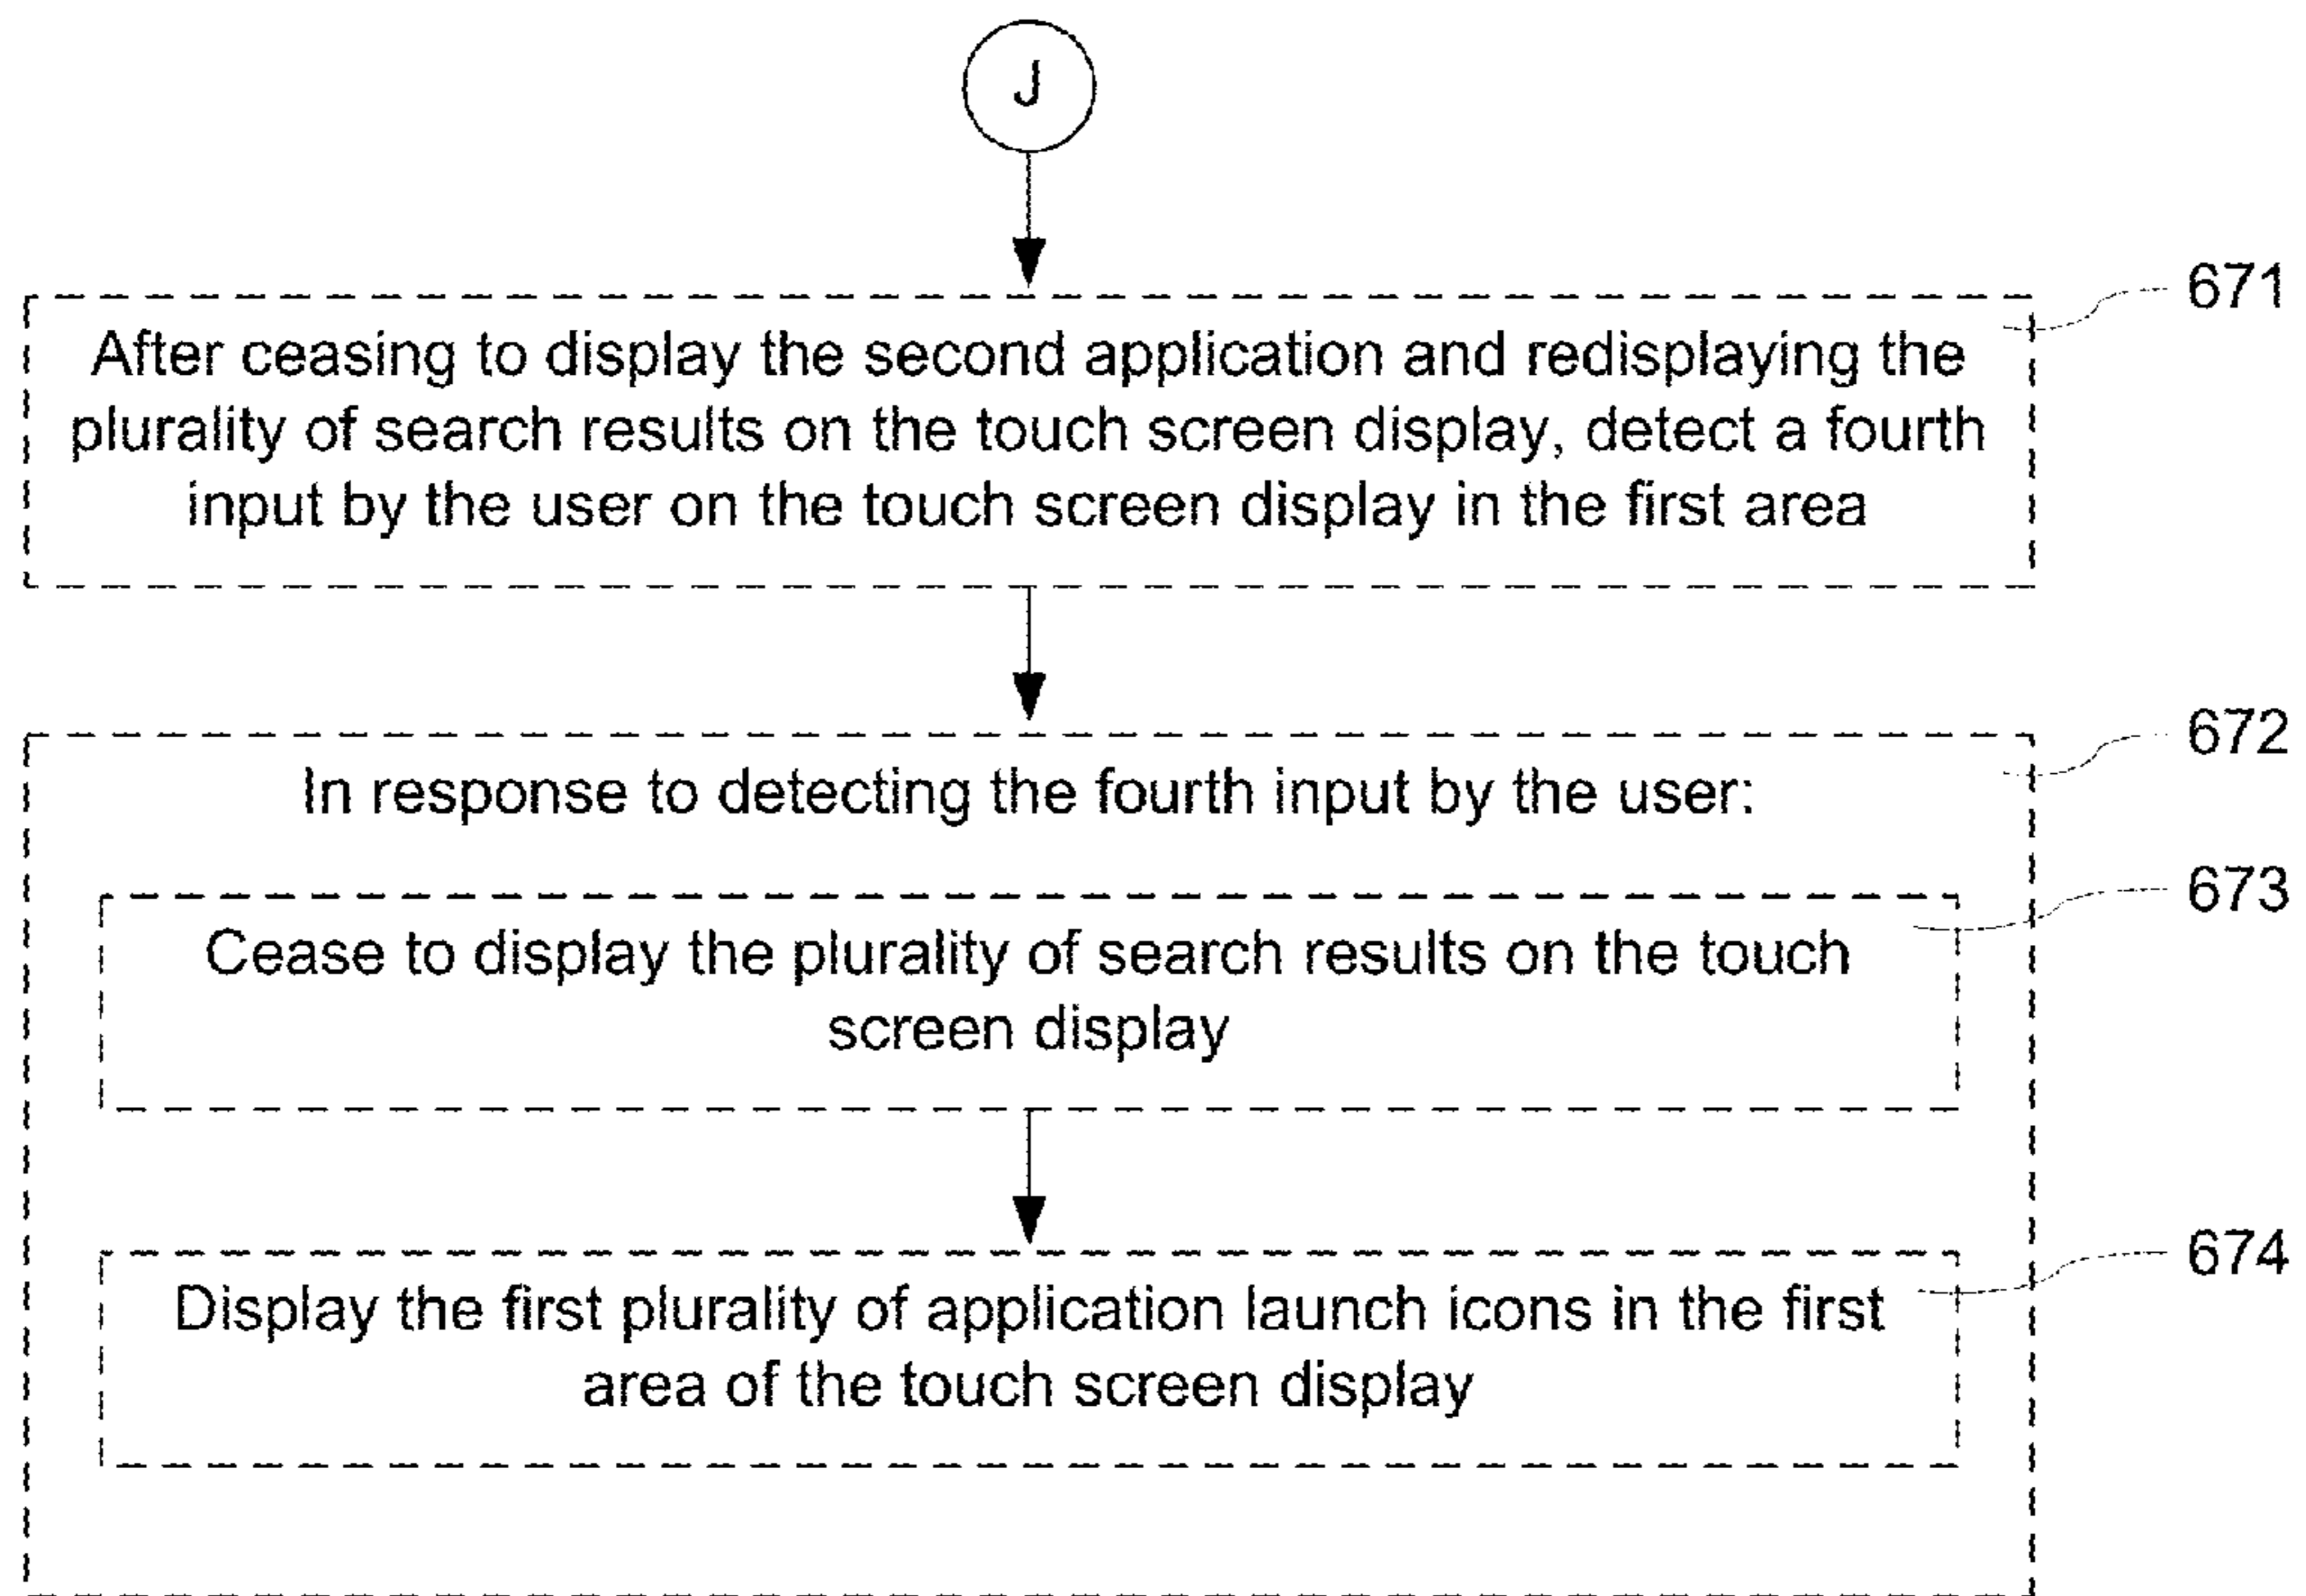 J
671
After ceasing to display the second application and redisplaying the
plurality of search results on the touch screen display, detect a fourth
input by the user on the touch screen display in the first area
672
In response to detecting the fourth input by the user:
673
Cease to display the plurality of search results on the touch
screen display
674
Display the first plurality of application launch icons in the first
area of the touch screen display